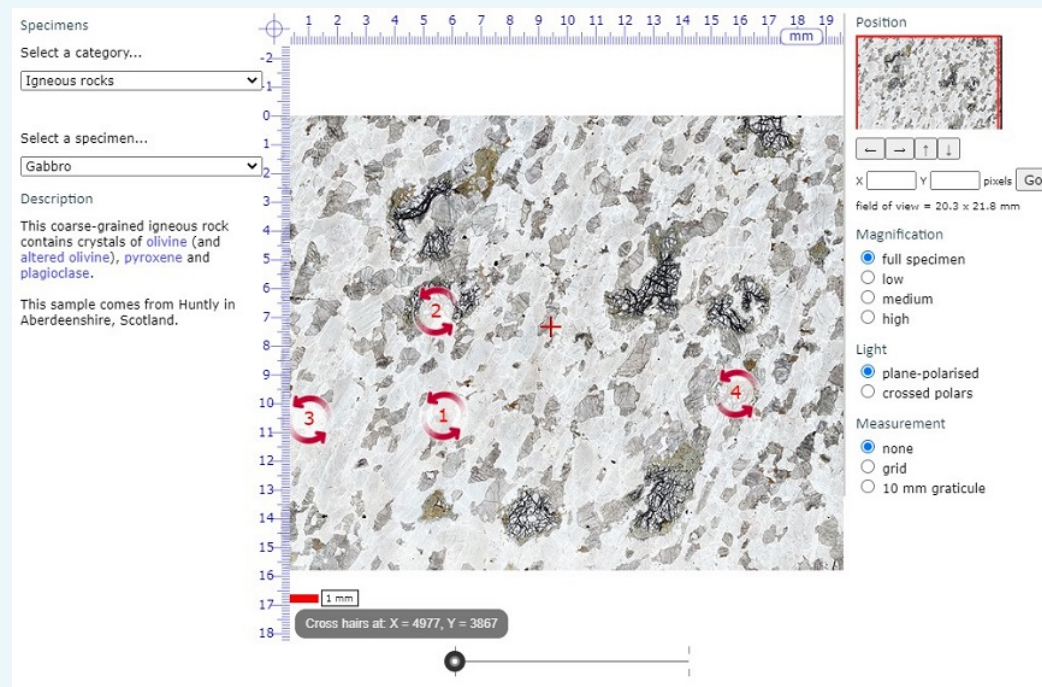 Specimens
Select a category...
Igneous rocks
Select a specimen...
Gabbro
Description
This coarse-grained igneous rock
contains crystals of olivine (and
altered olivine), pyroxene and
plagioclase.
This sample comes from Huntly in
Aberdeenshire, Scotland.
1 2 3 4 5 6 7 8 9 10 11 12 13 14 15 16 17 18 19
mm
-2
-1
0
1
2
3
4
5
6
7
8
9
10
11
12
13
14
15
16
17
18
2
4
3
1
1 mm
Cross hairs at: X = 4977, Y = 3867
Position
← → ↑ ↓
X Y pixels Go
field of view = 20.3 x 21.8 mm
Magnification
full specimen
low
medium
high
Light
plane-polarised
crossed polars
Measurement
none
grid
10 mm graticule